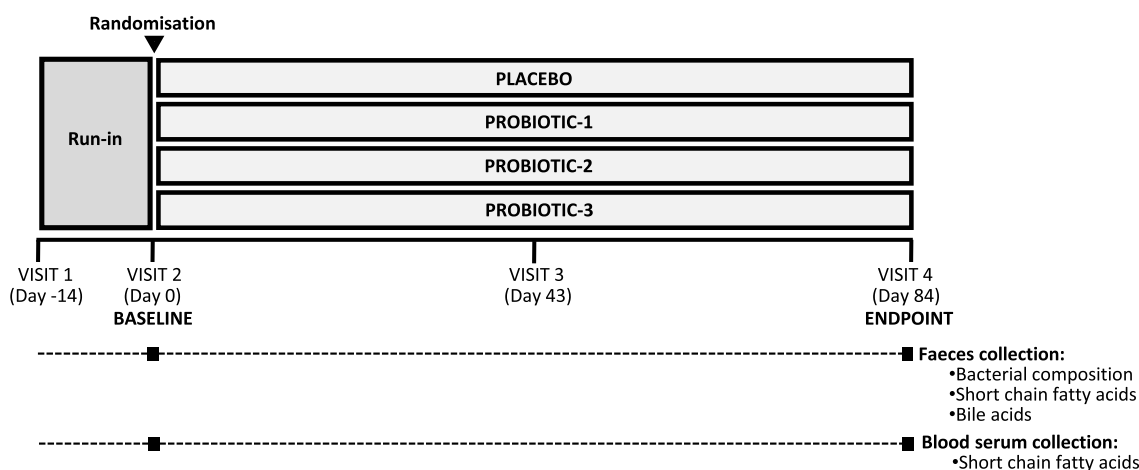 Randomisation
PLACEBO
Run-in
PROBIOTIC-1
PROBIOTIC-2
PROBIOTIC-3
VISIT 1
(Day -14)
VISIT 2
(Day 0)
BASELINE
VISIT 3
(Day 43)
VISIT 4
(Day 84)
ENDPOINT
Faeces collection:
•Bacterial composition
•Short chain fatty acids
•Bile acids
Blood serum collection:
•Short chain fatty acids